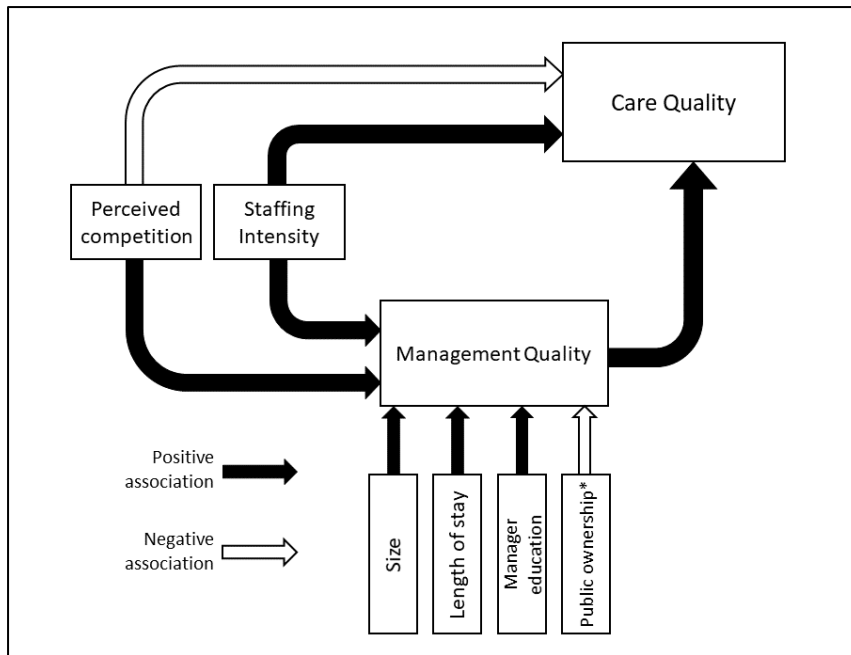 Care Quality
Perceived
competition
Staffing
Intensity
Management Quality
Positive
association
Negative
association
Size
Length of stay
Manager
education
Public ownership*